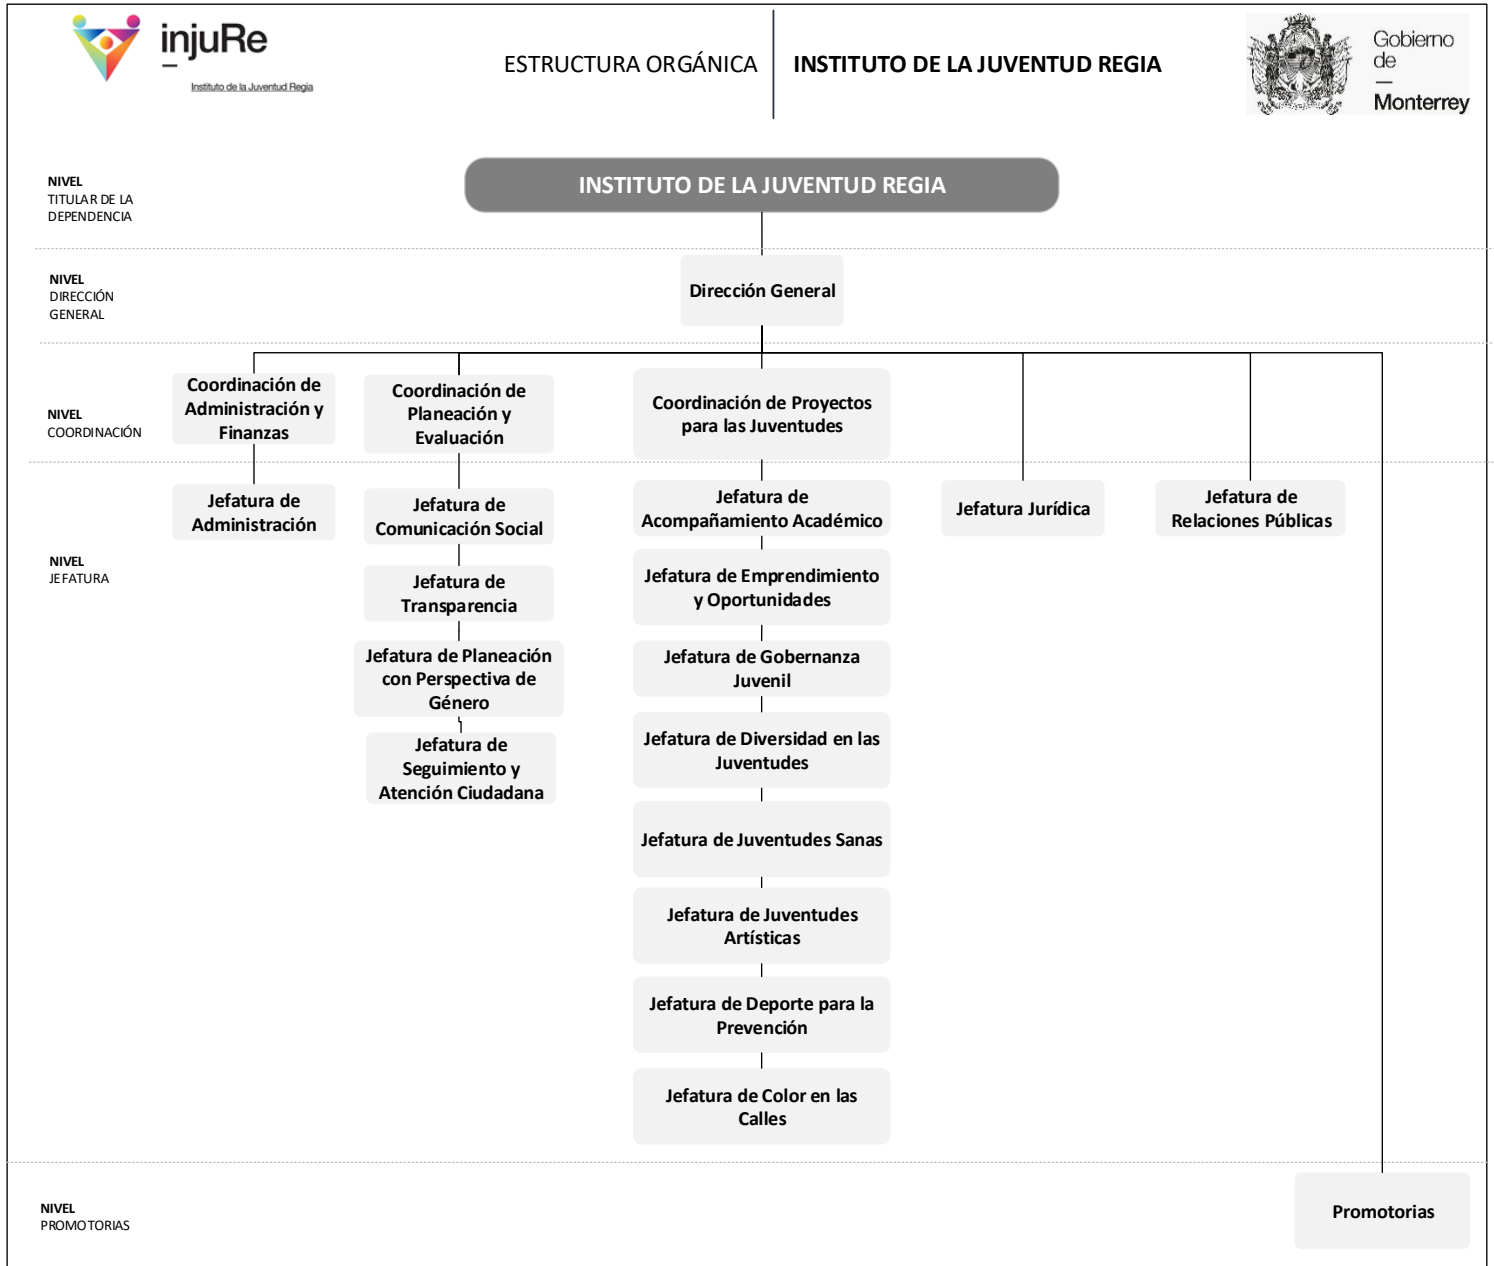 injuRe
Instituto de la Juventud Regia
ESTRUCTURA ORGÁNICA
INSTITUTO DE LA JUVENTUD REGIA
Gobierno
de
Monterrey
NIVEL
TITULAR DE LA
DEPENDENCIA
INSTITUTO DE LA JUVENTUD REGIA
NIVEL
DIRECCIÓN
GENERAL
Dirección General
NIVEL
COORDINACIÓN
Coordinación de
Administración y
Finanzas
Coordinación de
Planeación y
Evaluación
Coordinación de Proyectos
para las Juventudes
NIVEL
JEFATURA
Jefatura de
Administración
Jefatura de
Comunicación Social
Jefatura de
Transparencia
Jefatura de Planeación
con Perspectiva de
Género
Jefatura de
Seguimiento y
Atención Ciudadana
Jefatura de
Acompañamiento Académico
Jefatura de Emprendimiento
y Oportunidades
Jefatura de Gobernanza
Juvenil
Jefatura de Diversidad en las
Juventudes
Jefatura de Juventudes Sanas
Jefatura de Juventudes
Artísticas
Jefatura de Deporte para la
Prevención
Jefatura de Color en las
Calles
Jefatura Jurídica
Jefatura de
Relaciones Públicas
NIVEL
PROMOTORIAS
Promotorias